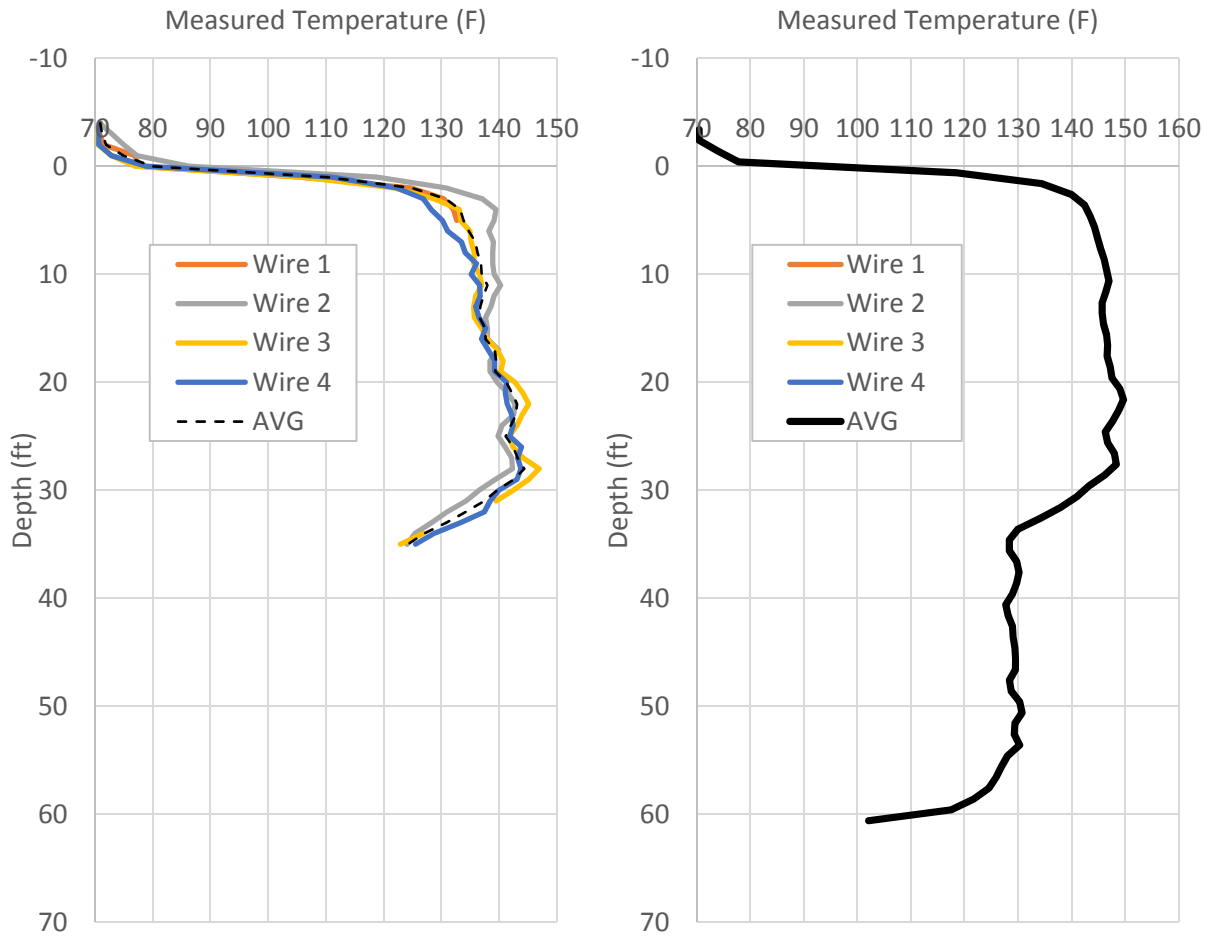 Measured Temperature (F)
-10
70 80 90 100 110 120 130 140 150
0
10
20
30
40
50
60
70
Depth (ft)
Wire 1
Wire 2
Wire 3
Wire 4
AVG
Measured Temperature (F)
-10
70 80 90 100 110 120 130 140 150 160
0
10
20
30
40
50
60
70
Depth (ft)
Wire 1
Wire 2
Wire 3
Wire 4
AVG